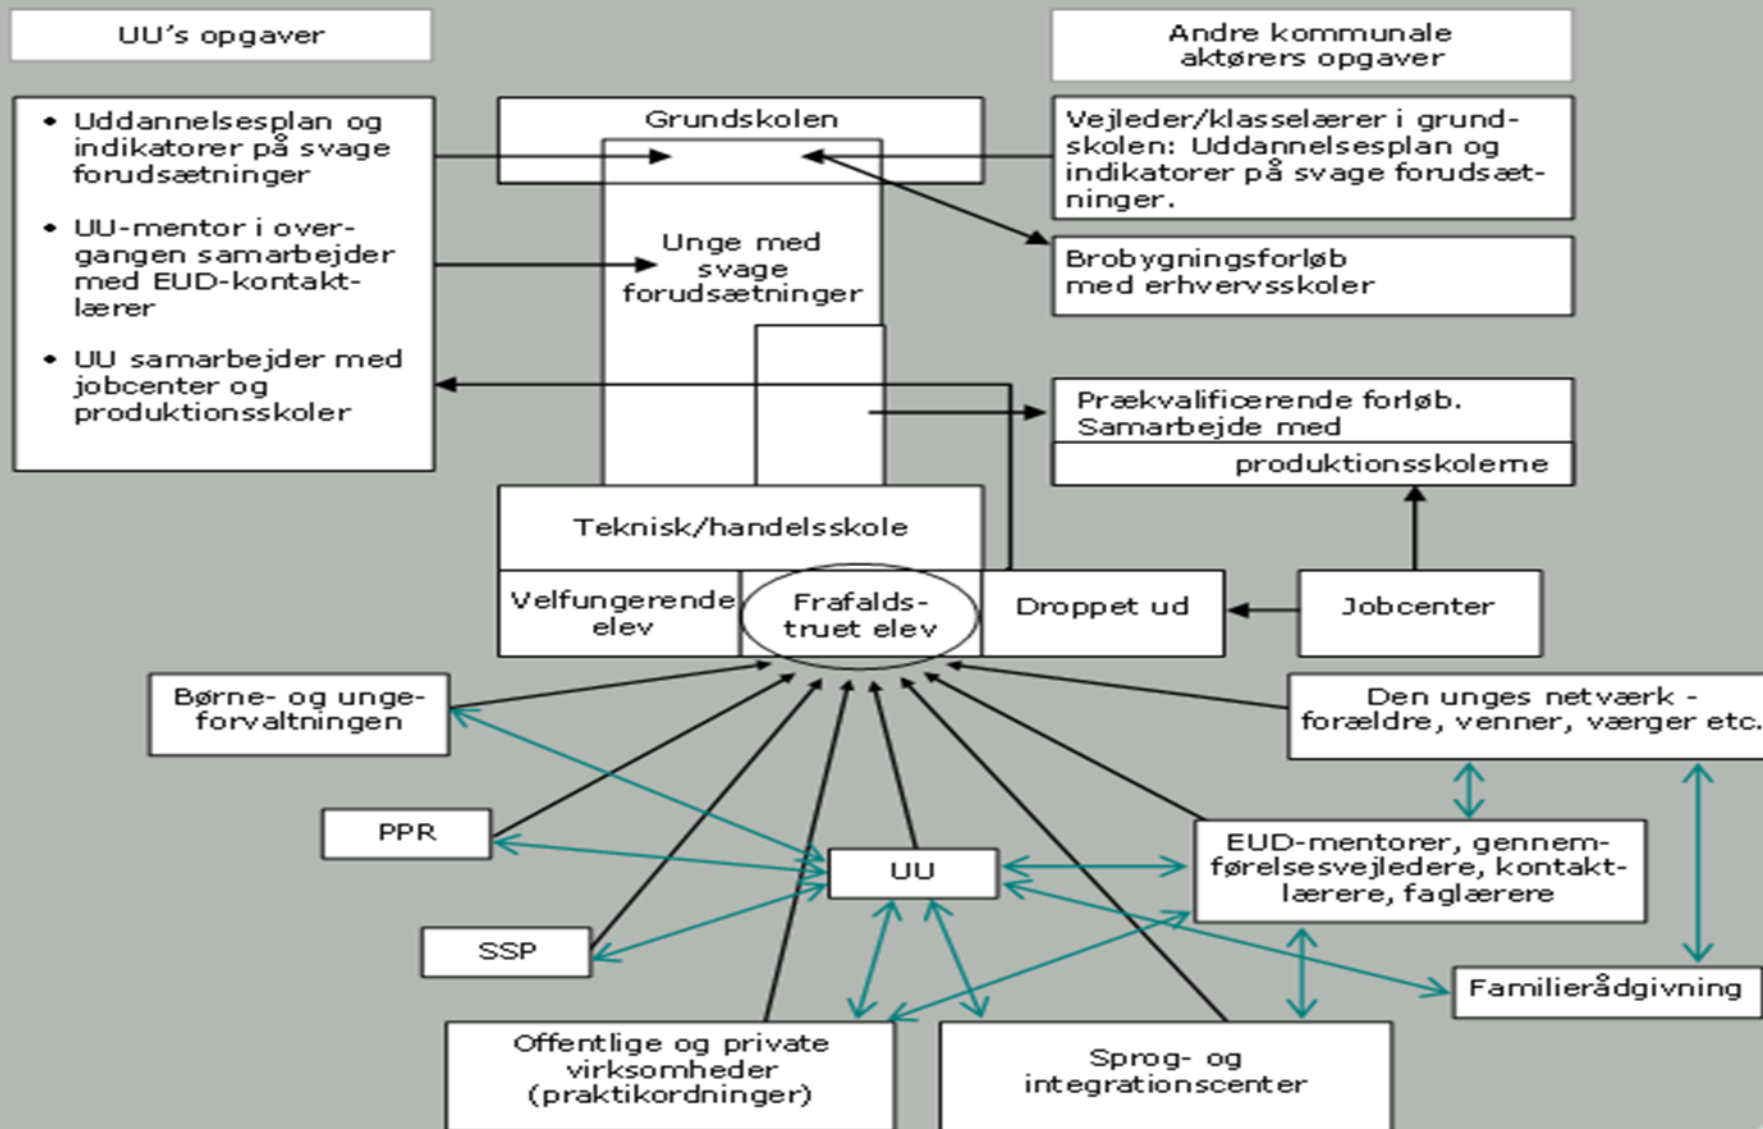 UU's opgaver
Andre kommunale
aktørers opgaver
• Uddannelsesplan og
indikatorer på svage
forudsætninger
• UU-mentor i over-
gangen samarbejder
med EUD-kontakt-
lærer
• UU samarbejder med
jobcenter og
produktionsskoler
Grundskolen
Unge med
svage
forudsætninger
Vejleder/klasselærer i grund-
skolen: Uddannelsesplan og
indikatorer på svage forudsæt-
ninger.
Brobygningsforløb
med erhvervsskoler
Prækvalificerende forløb.
Samarbejde med
produktionsskolerne
Teknisk/handelsskole
Velfungerende
elev
Frafalds-
truet elev
Droppet ud
Jobcenter
Børne- og unge-
forvaltningen
Den unges netværk -
forældre, venner, værger etc.
PPR
UU
EUD-mentorer, gennem-
førelsesvejledere, kontakt-
lærere, faglærere
SSP
Familierådgivning
Offentlige og private
virksomheder
(praktikordninger)
Sprog- og
integrationscenter